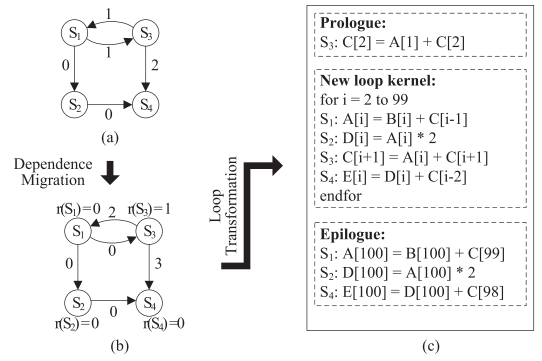 1
S1
S3
1
0
2
S2
0
S4
(a)
Dependence
Migration
r(S1)=0
2
r(S3)=1
S1
S3
0
0
3
S2
0
S4
r(S2)=0
r(S4)=0
(b)
Loop
Transformation
Prologue:
S3: C[2] = A[1] + C[2]
New loop kernel:
for i = 2 to 99
S1: A[i] = B[i] + C[i-1]
S2: D[i] = A[i] * 2
S3: C[i+1] = A[i] + C[i+1]
S4: E[i] = D[i] + C[i-2]
endfor
Epilogue:
S1: A[100] = B[100] + C[99]
S2: D[100] = A[100] * 2
S4: E[100] = D[100] + C[98]
(c)